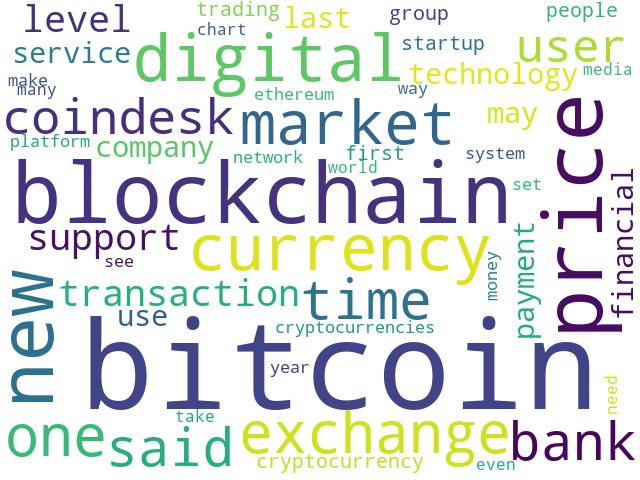 trading
last
group
people
level
chart
digital
startup
user
service
technology
media
make
many
ethereum
way
coindesk
market
may
price
platform
company
network
first
system
world
blockchain
set
financial
support
currency
payment
see
money
new
transaction
time
use
cryptocurrencies
bitcoin
year
need
take
one
said
exchange
bank
cryptocurrency
even